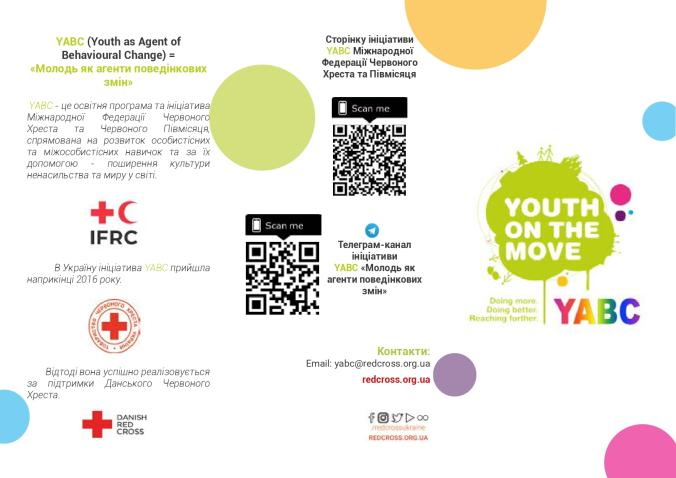 YABC (Youth as Agent of
Behavioural Change) =
«Молодь як агенти поведінкових
змін»
YABC - це освітня програма та ініціатива
Міжнародної Федерації Червоного
Хреста та Червоного Півмісяця,
спрямована на розвиток особистісних
та міжособистісних навичок та за їх
допомогою - поширення культури
ненасильства та миру у світі.
IFRC
В Україну ініціатива YABC прийшла
наприкінці 2016 року.
ТОВАРИСТВО ЧЕРВОНОГО ХРЕСТА УКРАЇНИ
Відтоді вона успішно реалізовується
за підтримки Данського Червоного
Хреста.
DANISH
RED
CROSS
Сторінку ініціативи
YABC Міжнародної
Федерації Червоного
Хреста та Півмісяця
Scan me
Scan me
Телеграм-канал
ініціативи
YABC «Молодь як
агенти поведінкових
змін»
Контакти:
Email: yabc@redcross.org.ua
redcross.org.ua
/redcrossukraine
REDCROSS.ORG.UA
YOUTH
ON THE
MOVE
Doing more.
Doing better.
Reaching further.
YABC